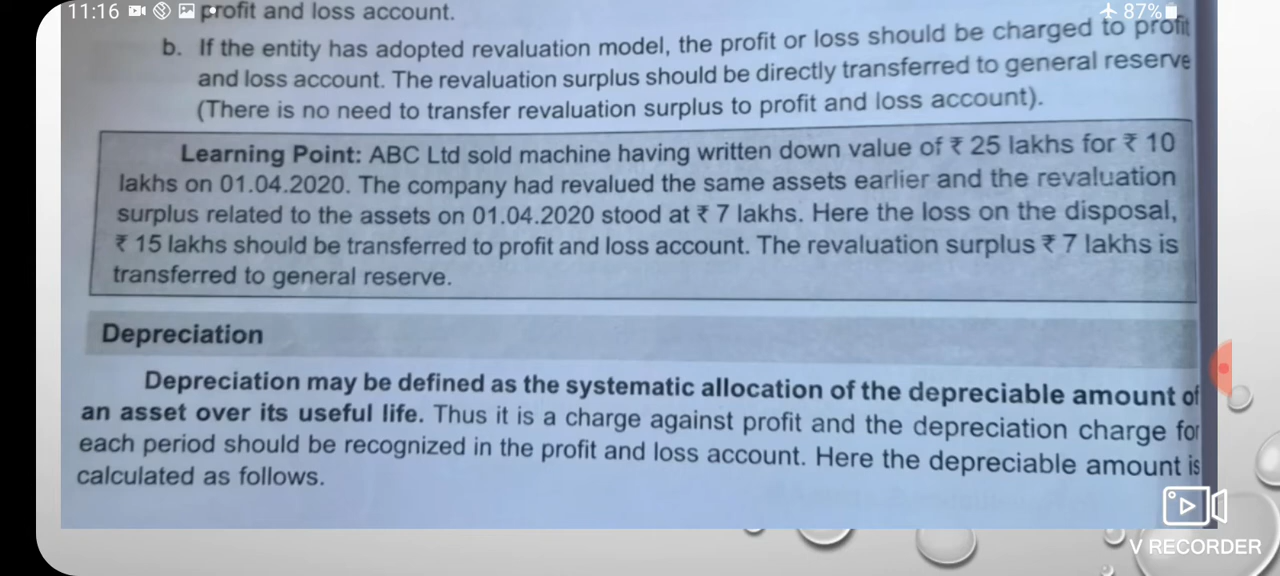 11:16
87%
profit and loss account.
b. If the entity has adopted revaluation model, the profit or loss should be charged to profit
and loss account. The revaluation surplus should be directly transferred to general reserve
(There is no need to transfer revaluation surplus to profit and loss account).
Learning Point: ABC Ltd sold machine having written down value of ₹ 25 lakhs for ₹ 10
lakhs on 01.04.2020. The company had revalued the same assets earlier and the revaluation
surplus related to the assets on 01.04.2020 stood at ₹ 7 lakhs. Here the loss on the disposal,
₹ 15 lakhs should be transferred to profit and loss account. The revaluation surplus ₹ 7 lakhs is
transferred to general reserve.
Depreciation
Depreciation may be defined as the systematic allocation of the depreciable amount of
an asset over its useful life. Thus it is a charge against profit and the depreciation charge for
each period should be recognized in the profit and loss account. Here the depreciable amount is
calculated as follows.
V RECORDER